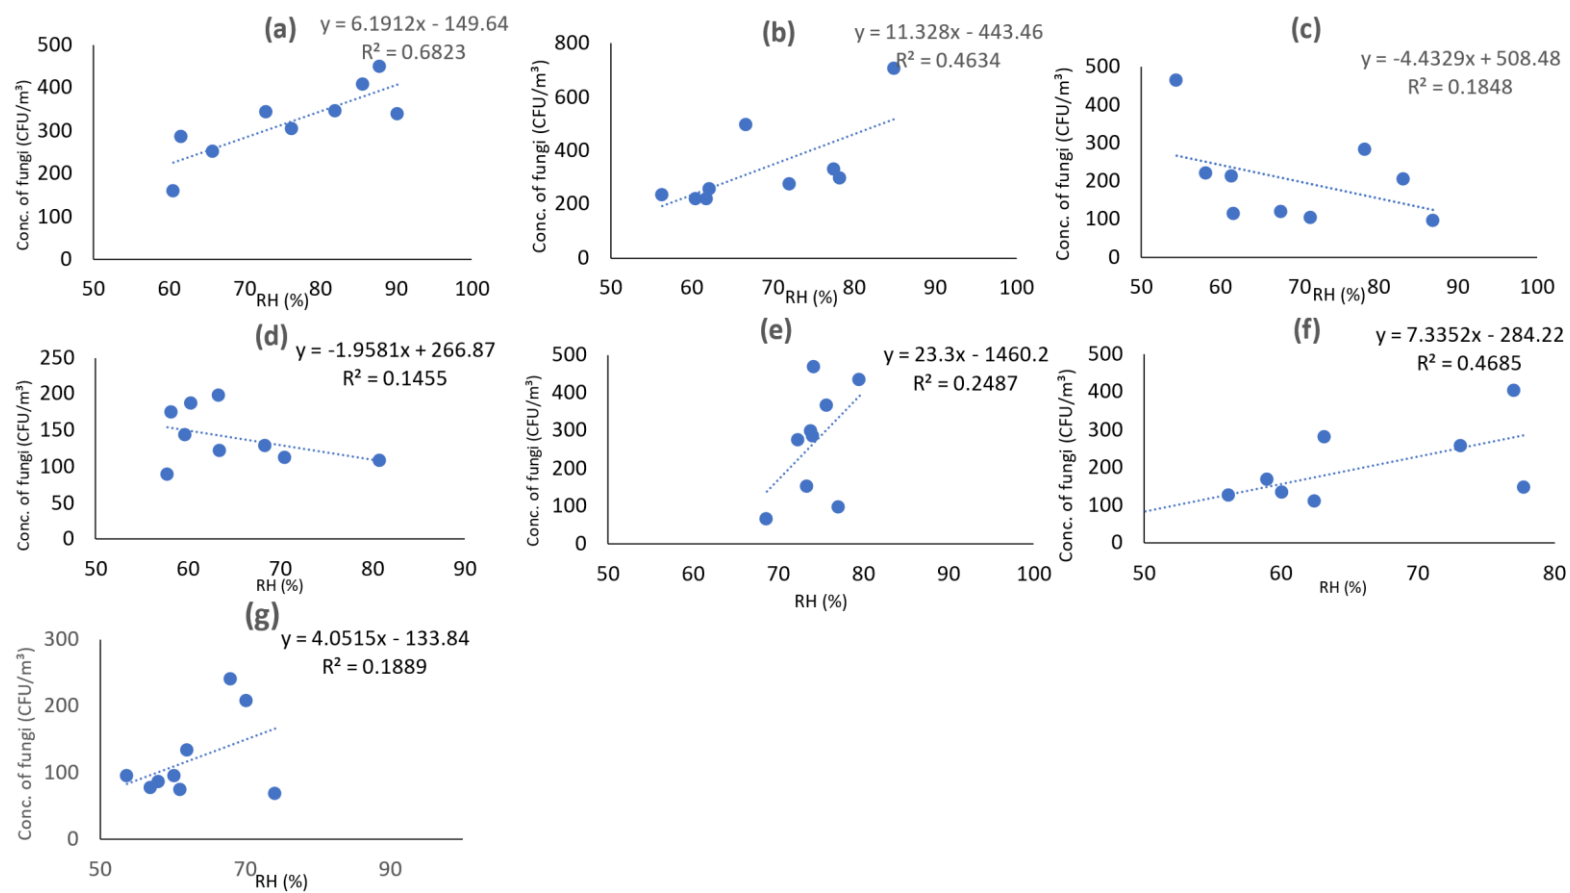 (a)
y = 6.1912x - 149.64
R² = 0.6823
Conc. of fungi (CFU/m³)
500
400
300
200
100
0
50 60 70 80 90 100
RH (%)
(b)
y = 11.328x - 443.46
R² = 0.4634
Conc. of fungi (CFU/m³)
800
600
400
200
0
50 60 70 80 90 100
RH (%)
(c)
y = -4.4329x + 508.48
R² = 0.1848
Conc. of fungi (CFU/m³)
500
400
300
200
100
0
50 60 70 80 90 100
RH (%)
(d)
y = -1.9581x + 266.87
R² = 0.1455
Conc. of fungi (CFU/m³)
250
200
150
100
50
0
50 60 70 80 90
RH (%)
(e)
y = 23.3x - 1460.2
R² = 0.2487
Conc. of fungi (CFU/m³)
500
400
300
200
100
0
50 60 70 80 90 100
RH (%)
(f)
y = 7.3352x - 284.22
R² = 0.4685
Conc. of fungi (CFU/m³)
500
400
300
200
100
0
50 60 70 80
RH (%)
(g)
y = 4.0515x - 133.84
R² = 0.1889
Conc. of fungi (CFU/m³)
300
200
100
0
50 70 90
RH (%)